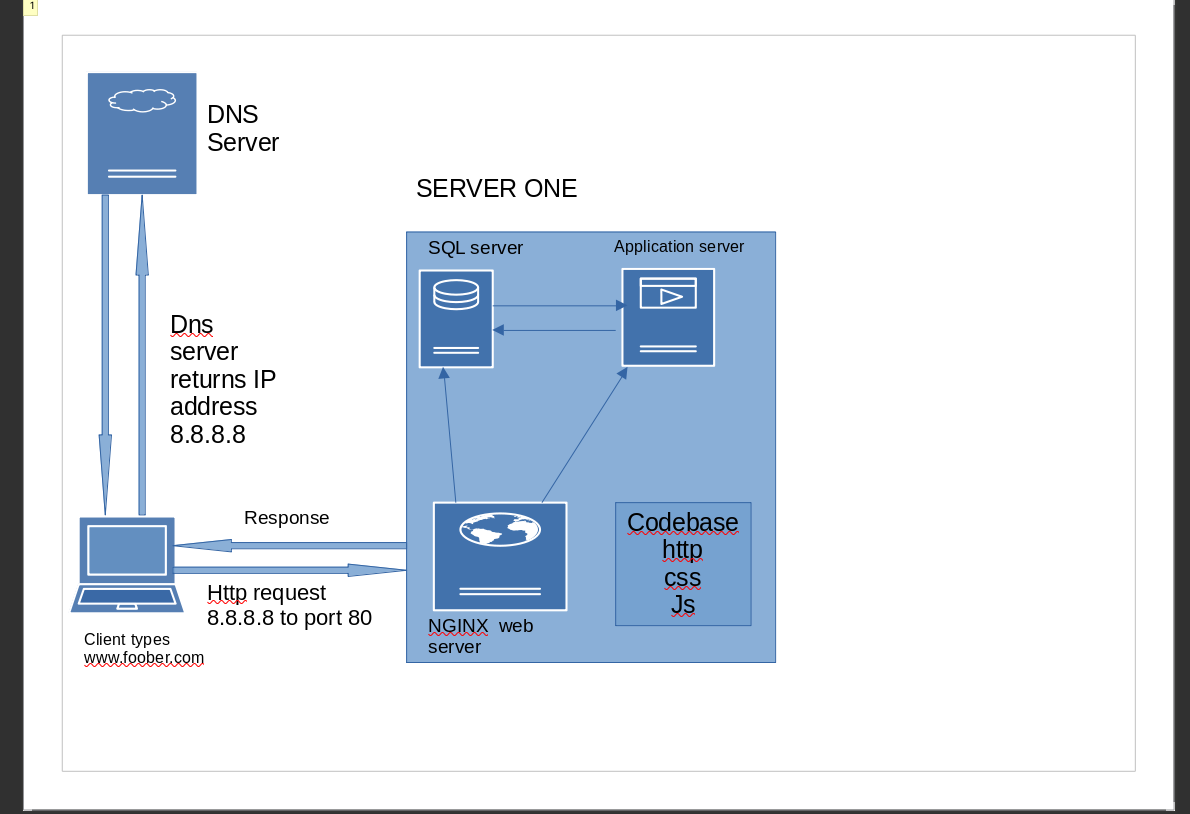 1
DNS
Server
SERVER ONE
SQL server
Application server
Dns
server
returns IP
address
8.8.8.8
Response
Http request
8.8.8.8 to port 80
Client types
www.foober.com
NGINX web
server
Codebase
http
css
Js